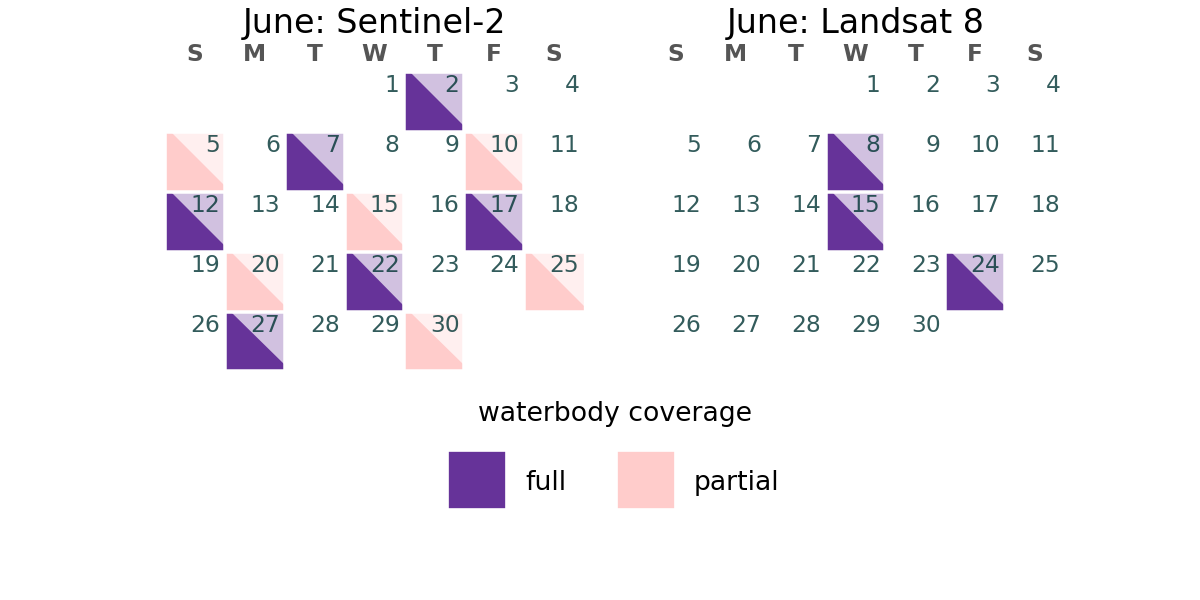 June: Sentinel-2
S M T W T F S
1 2 3 4
5 6 7 8 9 10 11
12 13 14 15 16 17 18
19 20 21 22 23 24 25
26 27 28 29 30
June: Landsat 8
S M T W T F S
1 2 3 4
5 6 7 8 9 10 11
12 13 14 15 16 17 18
19 20 21 22 23 24 25
26 27 28 29 30
waterbody coverage
full
partial